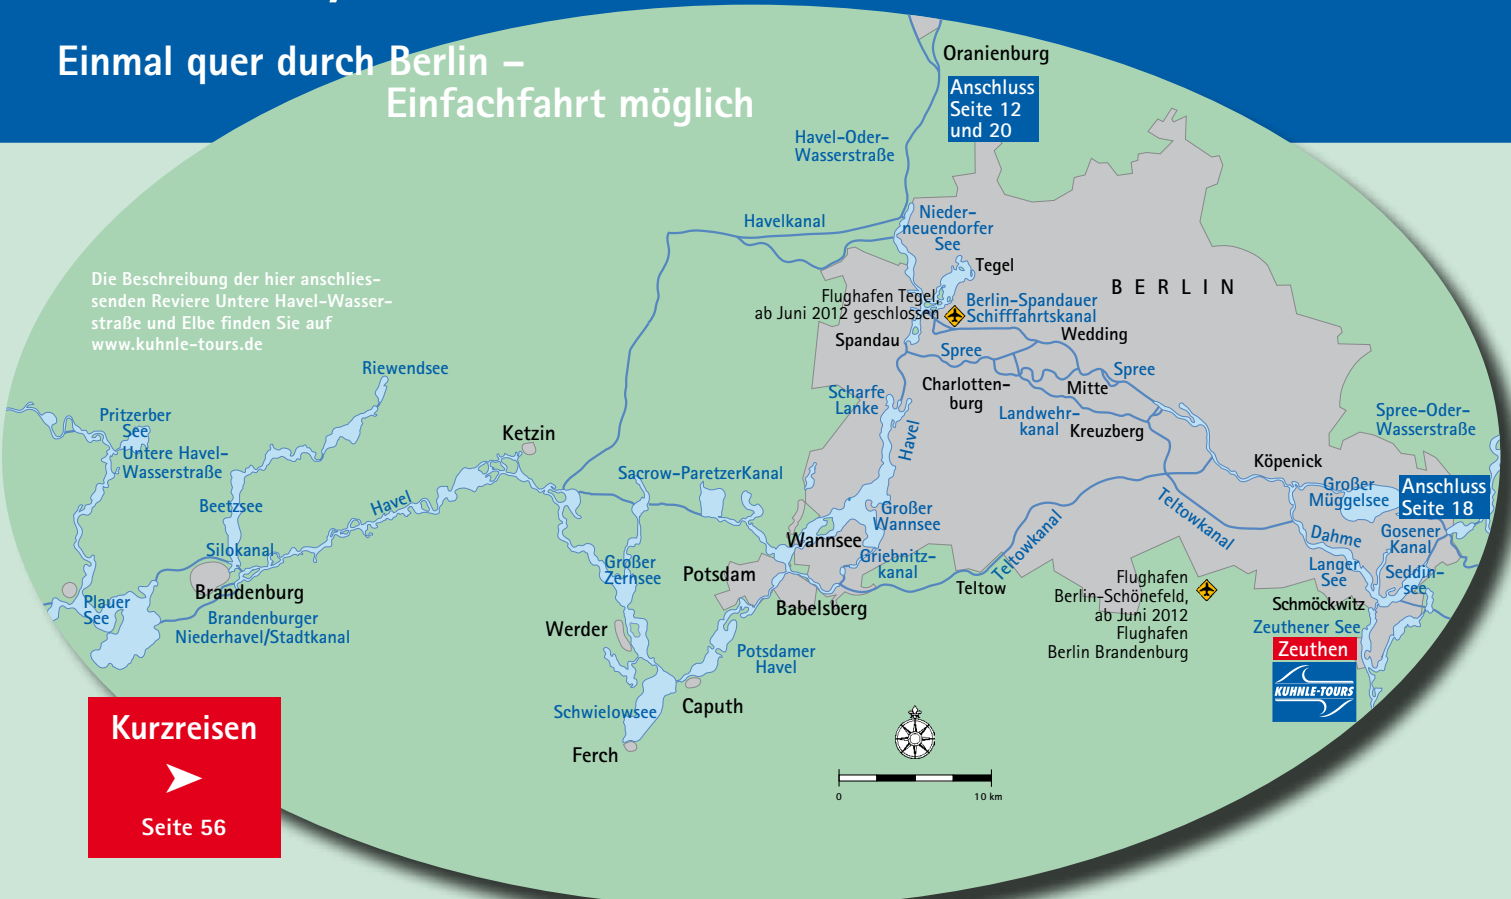 Einmal quer durch Berlin –
Einfachfahrt möglich
Oranienburg
Anschluss
Seite 12
und 20
Havel-Oder-
Wasserstraße
Havelkanal
Nieder-
neuendorfer
See
Tegel
BERLIN
Die Beschreibung der hier anschlies-
senden Reviere Untere Havel-Wasser-
straße und Elbe finden Sie auf
www.kuhnle-tours.de
Flughafen Tegel,
ab Juni 2012 geschlossen
Berlin-Spandauer
Schifffahrtskanal
Wedding
Spandau
Spree
Spree
Riewendsee
Charlotten-
burg
Mitte
Scharfe
Lanke
Landwehr-
kanal
Kreuzberg
Pritzerber
See
Untere Havel-
Wasserstraße
Ketzin
Havel
Spree-Oder-
Wasserstraße
Köpenick
Sacrow-ParetzerKanal
Großer
Müggelsee
Anschluss
Seite 18
Beetzsee
Havel
Großer
Wannsee
Teltowkanal
Teltowkanal
Wannsee
Dahme
Gosener
Kanal
Silokanal
Großer
Zernsee
Griebnitz-
kanal
Potsdam
Langer
See
Seddin-
see
Brandenburg
Teltow
Flughafen
Berlin-Schönefeld,
ab Juni 2012
Flughafen
Berlin Brandenburg
Plauer
See
Babelsberg
Schmöckwitz
Brandenburger
Niederhavel/Stadtkanal
Werder
Zeuthener See
Zeuthen
KUHNLE-TOURS
Potsdamer
Havel
Schwielowsee
Caputh
Ferch
Kurzreisen
Seite 56
0
10 km